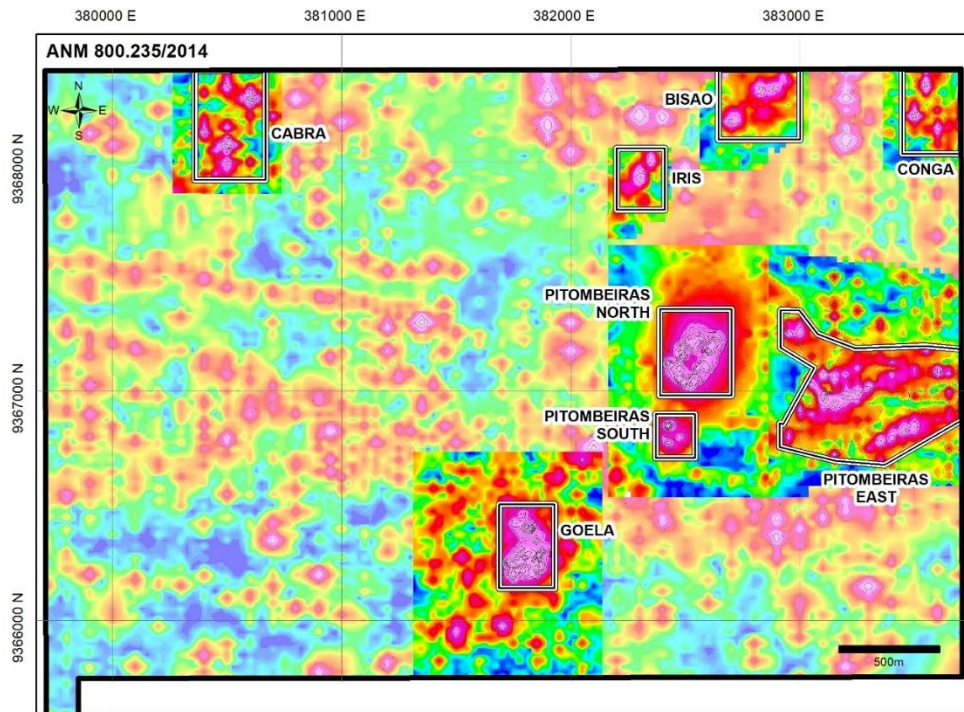 380000 E
381000 E
382000 E
383000 E
ANM 800.235/2014
N
W E
S
CABRA
BISAO
IRIS
CONGA
9368000 N
PITOMBEIRAS
NORTH
9367000 N
PITOMBEIRAS
SOUTH
PITOMBEIRAS
EAST
GOELA
9366000 N
500m